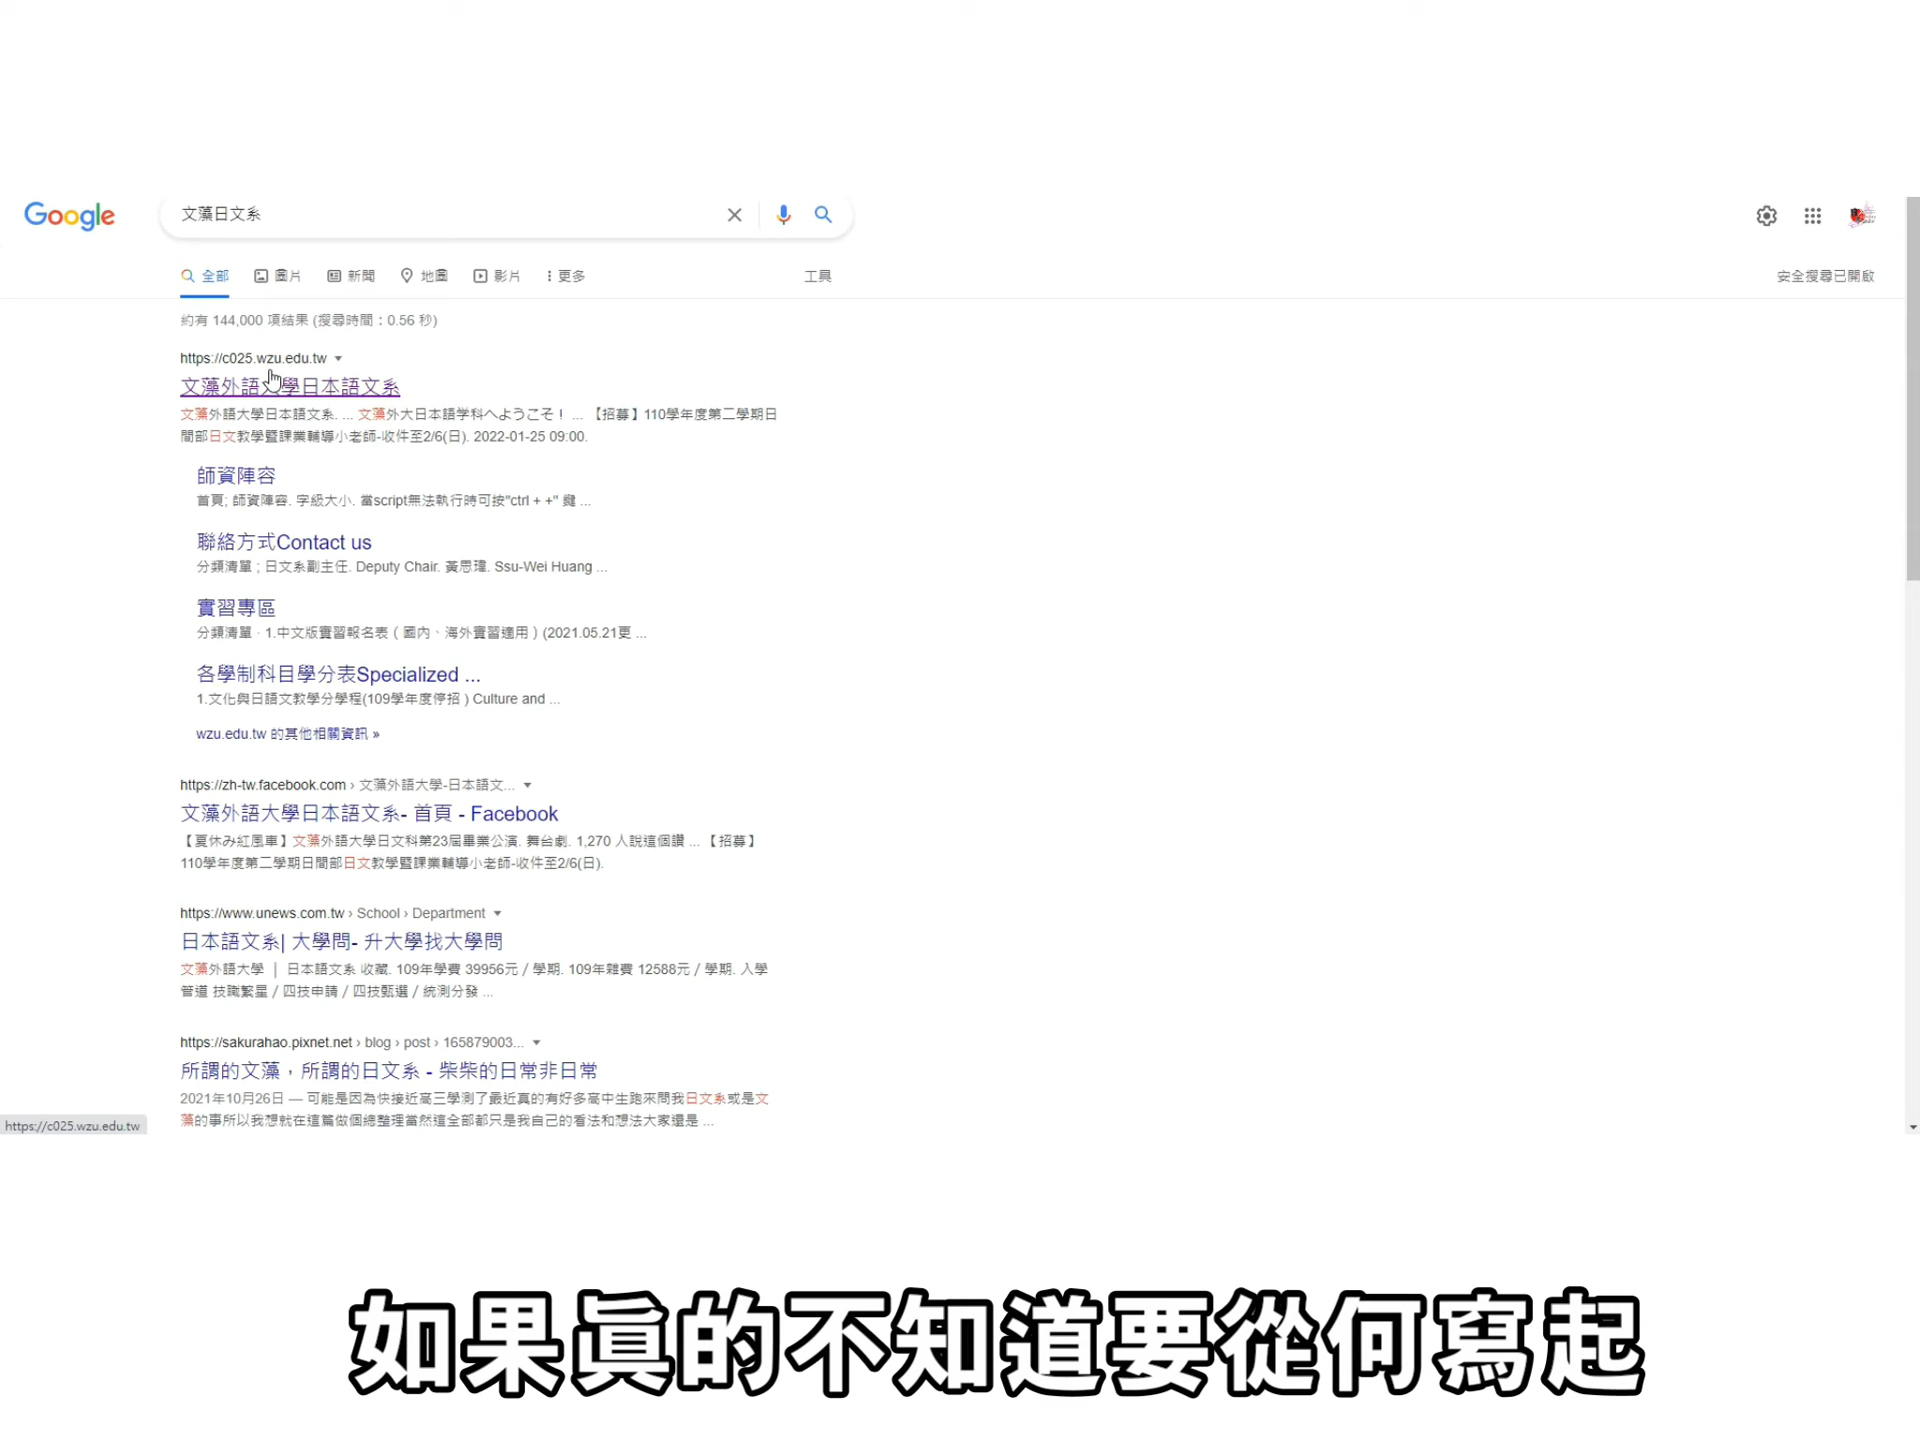 Google
文藻日文系
全部 圖片 新聞 地圖 影片 更多 工具 安全搜尋已開啟
約有 144,000 項結果 (搜尋時間：0.56 秒)
https://c025.wzu.edu.tw
文藻外語大學日本語文系
文藻外語大學日本語文系. ... 文藻外大日本語学科へようこそ！ ... 【招募】110學年度第二學期日
間部日文教學暨課業輔導小老師-收件至2/6(日). 2022-01-25 09:00.
師資陣容
首頁; 師資陣容. 字級大小. 當script無法執行時可按"ctrl + +" 鍵 ...
聯絡方式Contact us
分類清單 ; 日文系副主任. Deputy Chair. 黃思瑋. Ssu-Wei Huang ...
實習專區
分類清單 · 1.中文版實習報名表 ( 國內、海外實習適用 ) (2021.05.21更 ...
各學制科目學分表Specialized ...
1.文化與日語文教學分學程(109學年度停招 ) Culture and ...
wzu.edu.tw 的其他相關資訊 »
https://zh-tw.facebook.com › 文藻外語大學-日本語文...
文藻外語大學日本語文系- 首頁 - Facebook
【夏休み紅風車】文藻外語大學日文科第23屆畢業公演. 舞台劇. 1,270 人說這個讚 ... 【招募】
110學年度第二學期日間部日文教學暨課業輔導小老師-收件至2/6(日).
https://www.unews.com.tw › School › Department
日本語文系| 大學問- 升大學找大學問
文藻外語大學 ｜ 日本語文系 收藏. 109年學費 39956元 / 學期. 109年雜費 12588元 / 學期. 入學
管道 技職繁星 / 四技申請 / 四技甄選 / 統測分發 ...
https://sakurahao.pixnet.net › blog › post › 165879003...
所謂的文藻，所謂的日文系 - 柴柴的日常非日常
2021年10月26日 — 可能是因為快接近高三學測了最近真的有好多高中生跑來問我日文系或是文
藻的事所以我想就在這篇做個總整理當然這全部都只是我自己的看法和想法大家還是 ...
https://c025.wzu.edu.tw
如果真的不知道要從何寫起